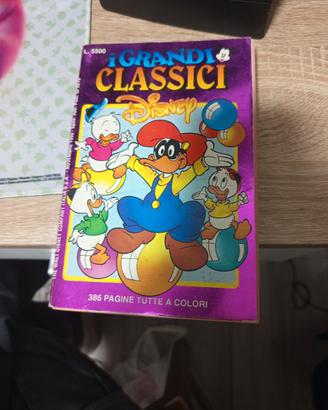 L. 5500
I GRANDI
CLASSICI
Disney
386 PAGINE TUTTE A COLORI